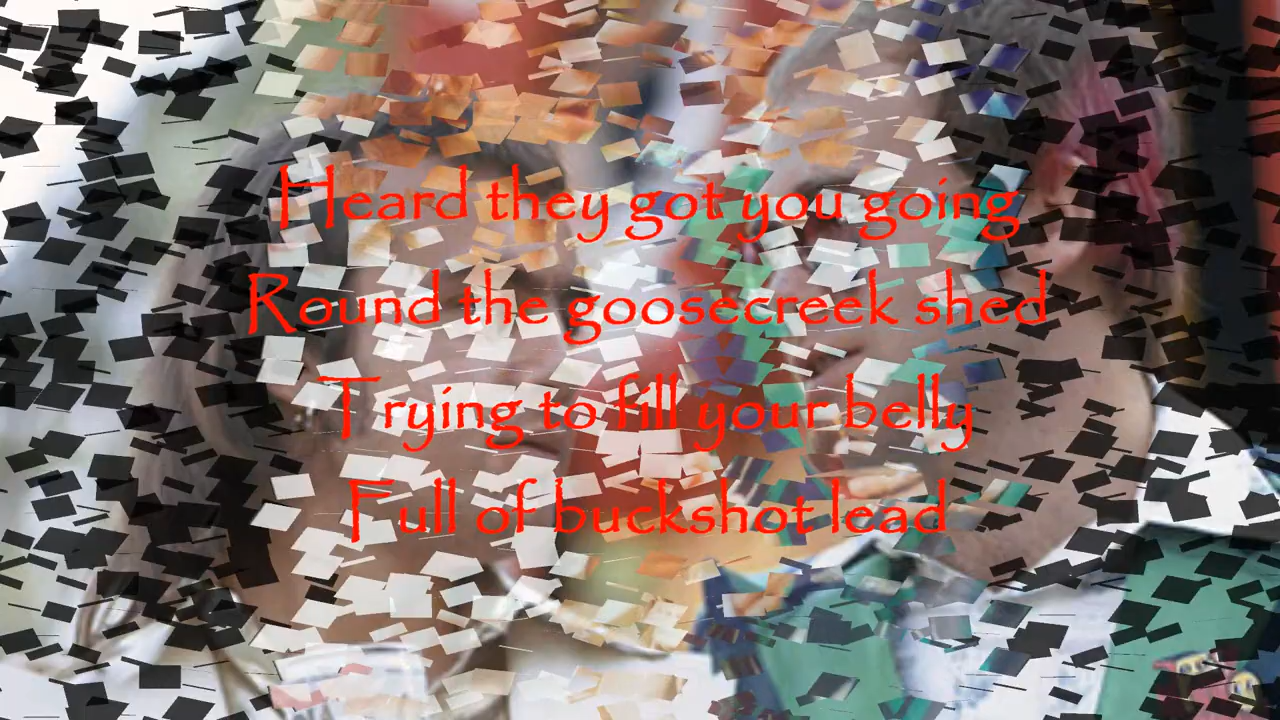 Heard they got you going
Round the goosecreek shed
Trying to fill your belly
Full of buckshot lead